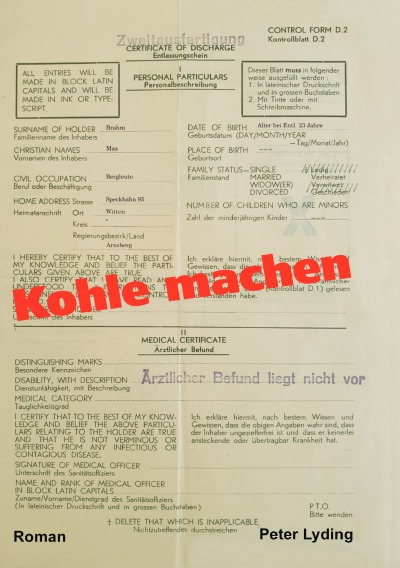 Zweitausfertigung
CONTROL FORM D.2
Kontrollblatt D.2
CERTIFICATE OF DISCHARGE
Entlassungschein
I
PERSONAL PARTICULARS
Personalbeschreibung
ALL ENTRIES WILL BE
MADE IN BLOCK LATIN
CAPITALS AND WILL BE
MADE IN INK OR TYPE-
SCRIPT.
Dieses Blatt muss in folgender
weise ausgefüllt werden :
1. In lateinischer Druckschrift
und in grossen Buchstaben
2. Mit Tinte oder mit
Schreibmaschine.
SURNAME OF HOLDER Brahm
Familienname des Inhabers
CHRISTIAN NAMES Max
Vornamen des Inhabers
CIVIL OCCUPATION Bergleute
Beruf oder Beschäftigung
HOME ADDRESS Strasse Speckbahn 95
Heimatanschrift Ort Witten
Kreis "
Regierungsbezirk/Land
Arnsberg
DATE OF BIRTH Alter bei Entl. 23 Jahre
Geburtsdatum (DAY/MONTH/YEAR
—Tag/Monat/Jahr)
PLACE OF BIRTH ---
Geburtsort
FAMILY STATUS—SINGLE Ledig
Familienstand MARRIED Verheiratet
WIDOW(ER) Verwitwet
DIVORCED Geschieden
NUMBER OF CHILDREN WHO ARE MINORS
Zahl der minderjährigen Kinder ---
I HEREBY CERTIFY THAT TO THE BEST OF
MY KNOWLEDGE AND BELIEF THE PARTI-
CULARS GIVEN ABOVE ARE TRUE.
Ich erkläre hiermit, nach bestem Wissen und
Kohle machen
II
MEDICAL CERTIFICATE
Ärztlicher Befund
DISTINGUISHING MARKS
Besondere Kennzeichen
DISABILITY, WITH DESCRIPTION Ärztlicher Befund liegt nicht vor
Dienstunfähigkeit, mit Beschreibung
MEDICAL CATEGORY
Tauglichkeitsgrad
I CERTIFY THAT TO THE BEST OF MY KNOW-
LEDGE AND BELIEF THE ABOVE PARTICU-
LARS RELATING TO THE HOLDER ARE TRUE
AND THAT HE IS NOT VERMINOUS OR
SUFFERING FROM ANY INFECTIOUS OR
CONTAGIOUS DISEASE.
Ich erkläre hiermit, nach bestem Wissen und
Gewissen, dass die obigen Angaben wahr sind, dass
der Inhaber ungezieferfrei ist und dass er keinerlei
ansteckende oder übertragbar Krankheit hat.
SIGNATURE OF MEDICAL OFFICER
Unterschrift des Sanitätsoffiziers
NAME AND RANK OF MEDICAL OFFICER
IN BLOCK LATIN CAPITALS
Zuname/Vorname/Dienstgrad des Sanitätsoffiziers
(In lateinischer Druckschrift und in grossen Buchstaben)
P.T.O.
Bitte wenden
† DELETE THAT WHICH IS INAPPLICABLE
Nichtzutreffendes durchstreichen
Roman
Peter Lyding